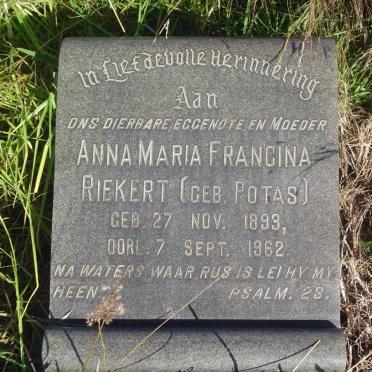 In Liefdevolle Herinnering
Aan
ONS DIERBARE EGGENOTE EN MOEDER
ANNA MARIA FRANCINA
RIEKERT (GEB. POTAS)
GEB. 27 NOV. 1893,
OORL. 7 SEPT. 1962.
NA WATERS WAAR RUS IS LEI HY MY
HEEN PSALM. 23.